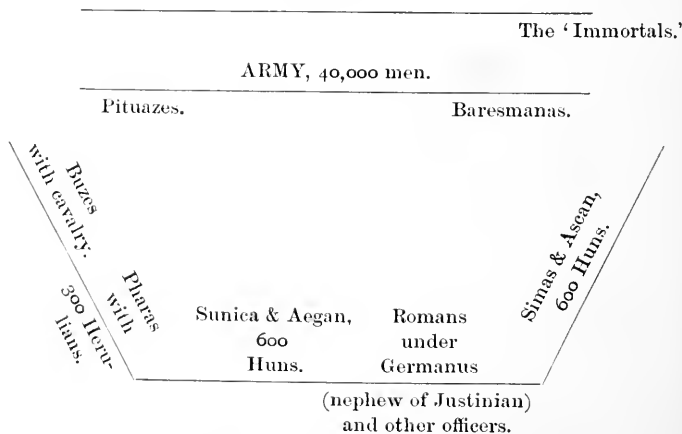 The ‘Immortals.’
ARMY, 40,000 men.
Pituazes.
Baresmanas.
Buzes
with cavalry.
Pharas
with
300 Heru-
lians.
Sunica & Aegan,
600
Huns.
Romans
under
Germanus
(nephew of Justinian)
and other officers.
Simas & Ascan,
600 Huns.